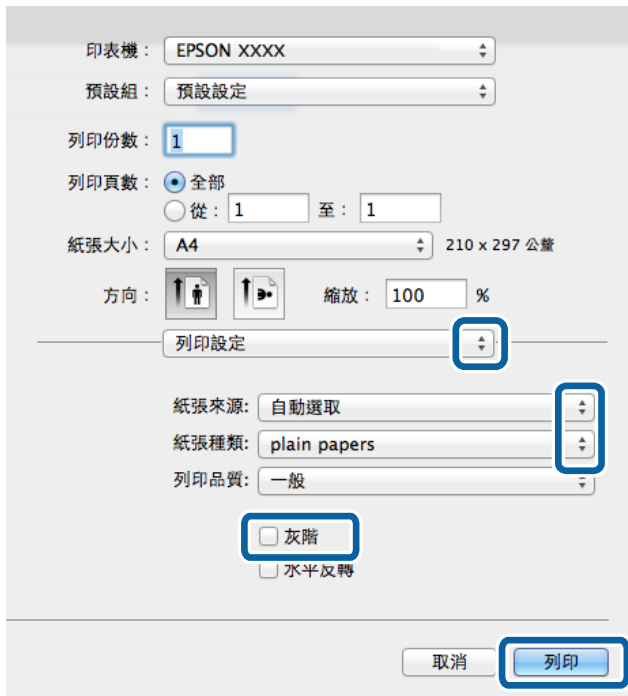 印表機： EPSON XXXX
預設組： 預設設定
列印份數： 1
列印頁數： 全部
從： 1 至： 1
紙張大小： A4 210 x 297 公釐
方向： 縮放： 100 %
列印設定
紙張來源: 自動選取
紙張種類: plain papers
列印品質: 一般
灰階
水平反轉
取消 列印